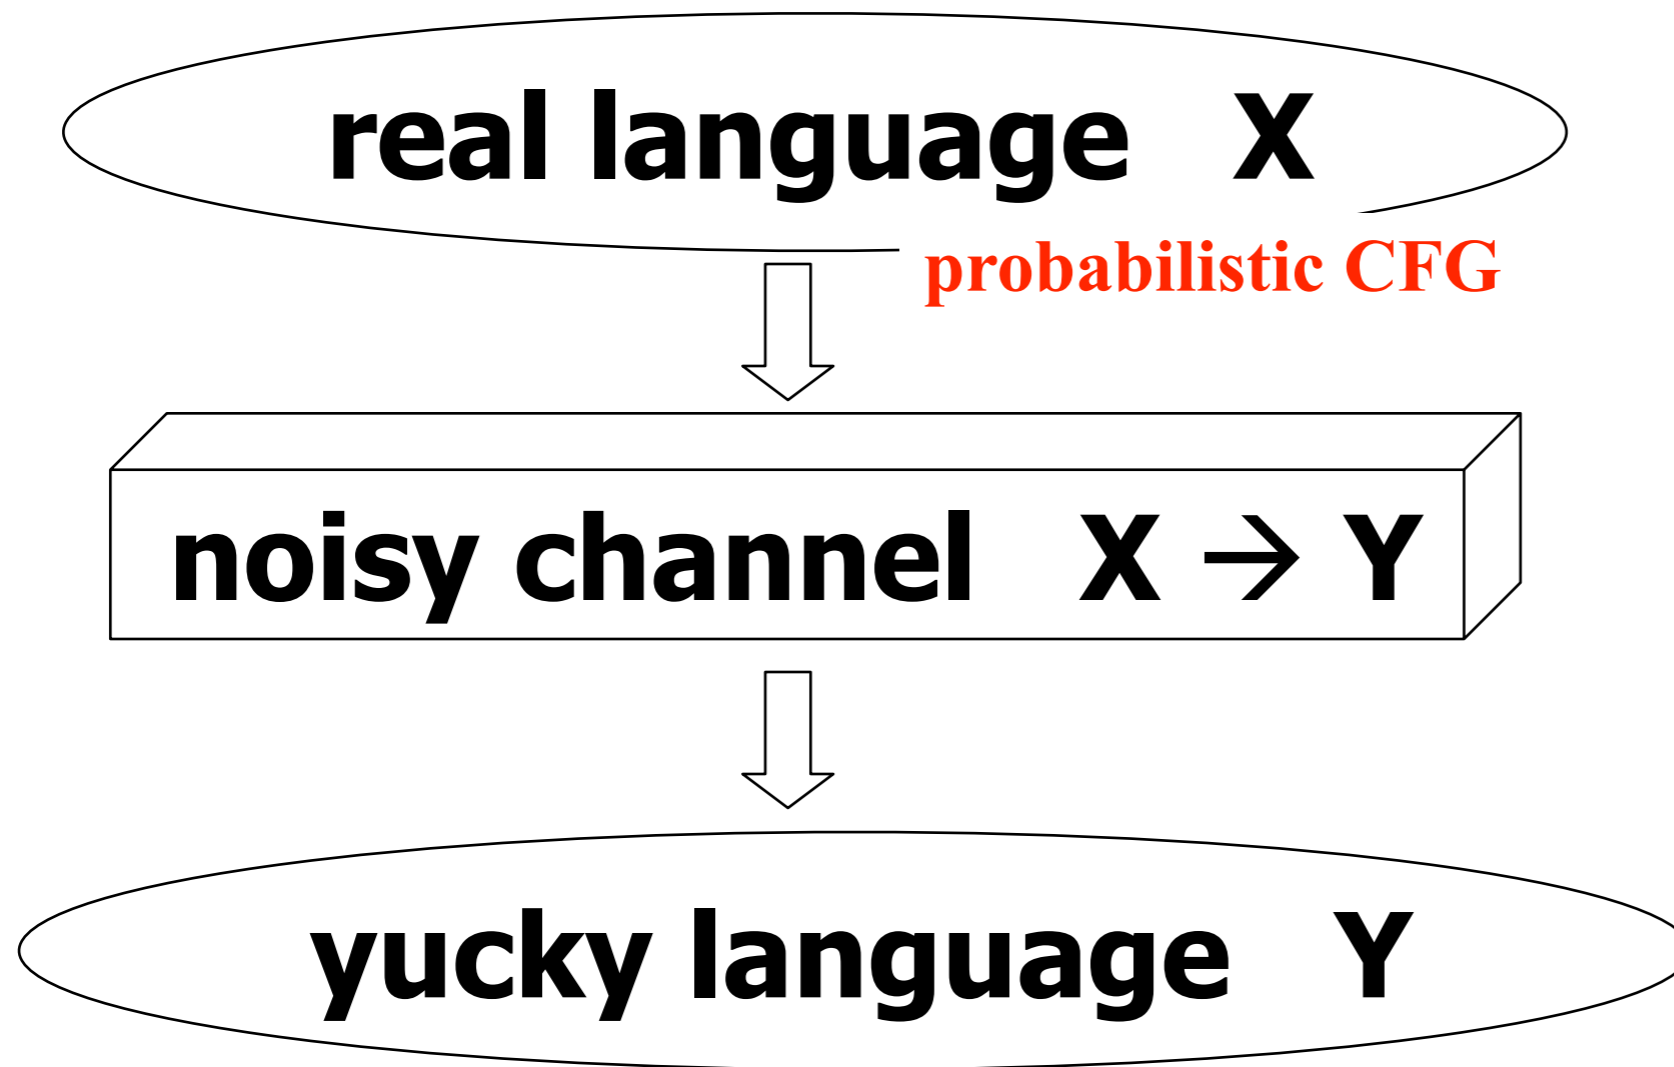 real language X
probabilistic CFG
noisy channel X → Y
yucky language Y